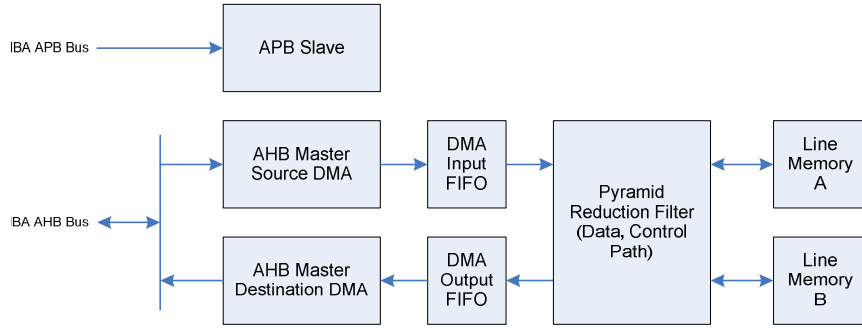 IBA APB Bus
APB Slave
AHB Master
Source DMA
DMA
Input
FIFO
Pyramid
Reduction Filter
(Data, Control
Path)
Line
Memory
A
IBA AHB Bus
AHB Master
Destination DMA
DMA
Output
FIFO
Line
Memory
B